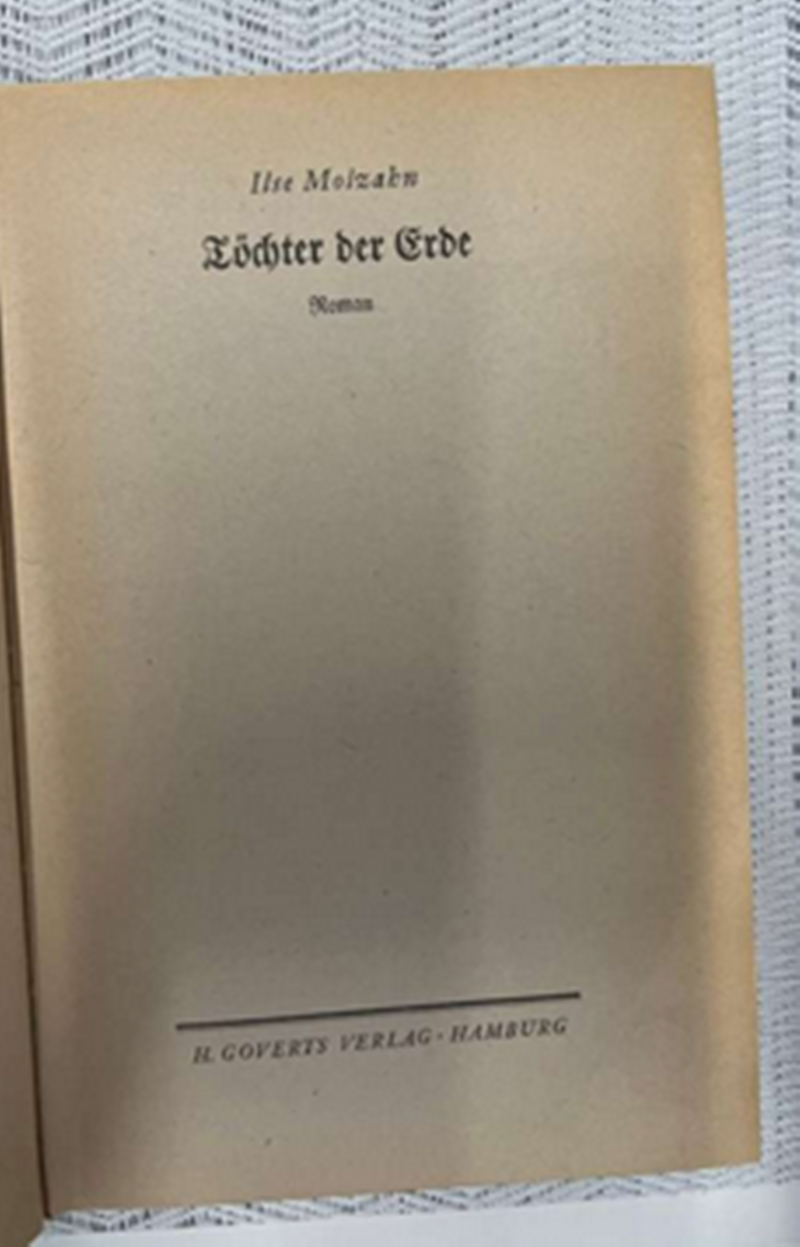 Ilse Molzahn
Töchter der Erde
Roman
H. GOVERTS VERLAG · HAMBURG